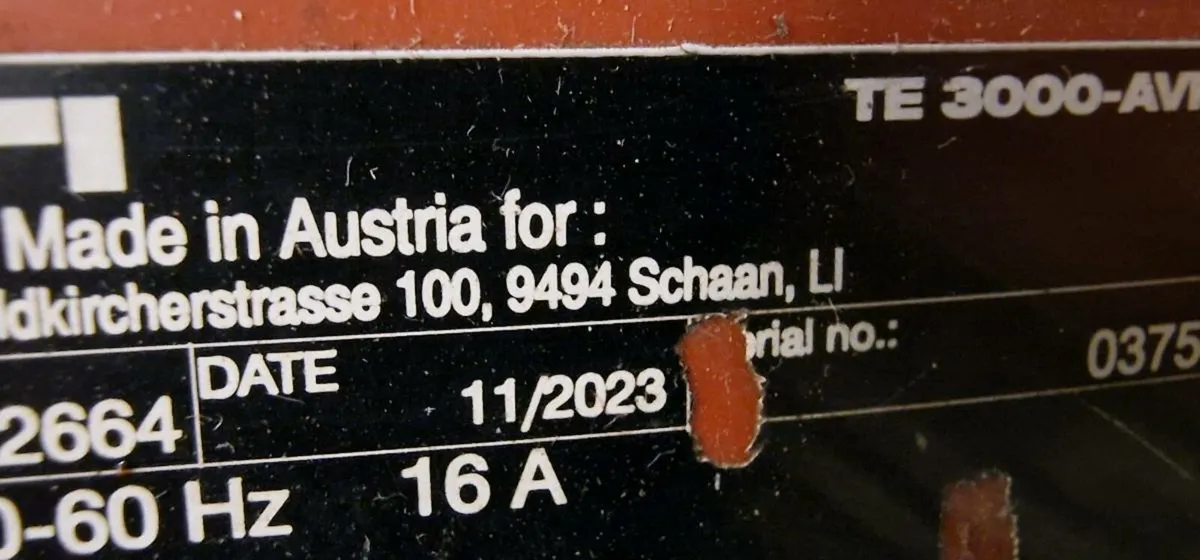 TE 3000-AV
Made in Austria for :
ldkircherstrasse 100, 9494 Schaan, LI
DATE
rial no.:
2664
11/2023
0375
0-60 Hz
16 A